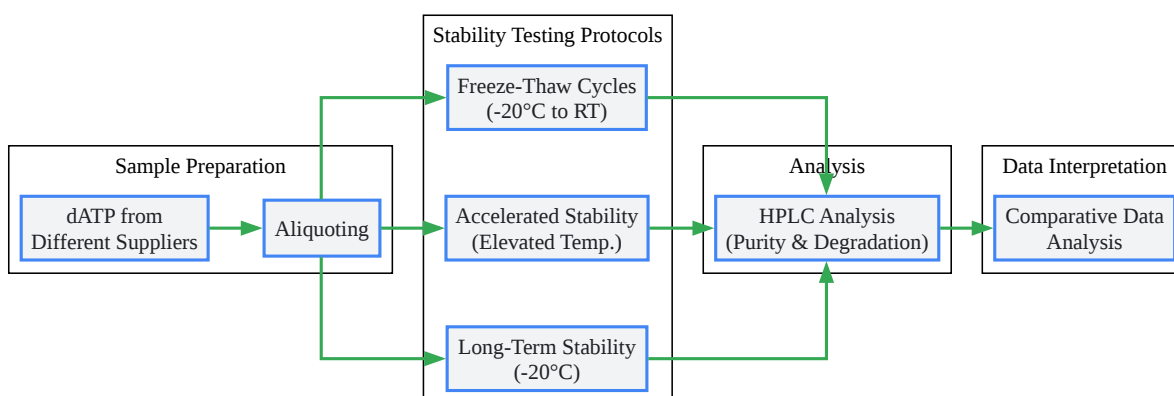 Sample Preparation
dATP from
Different Suppliers
Aliquoting
Stability Testing Protocols
Freeze-Thaw Cycles
(-20°C to RT)
Accelerated Stability
(Elevated Temp.)
Long-Term Stability
(-20°C)
Analysis
HPLC Analysis
(Purity & Degradation)
Data Interpretation
Comparative Data
Analysis